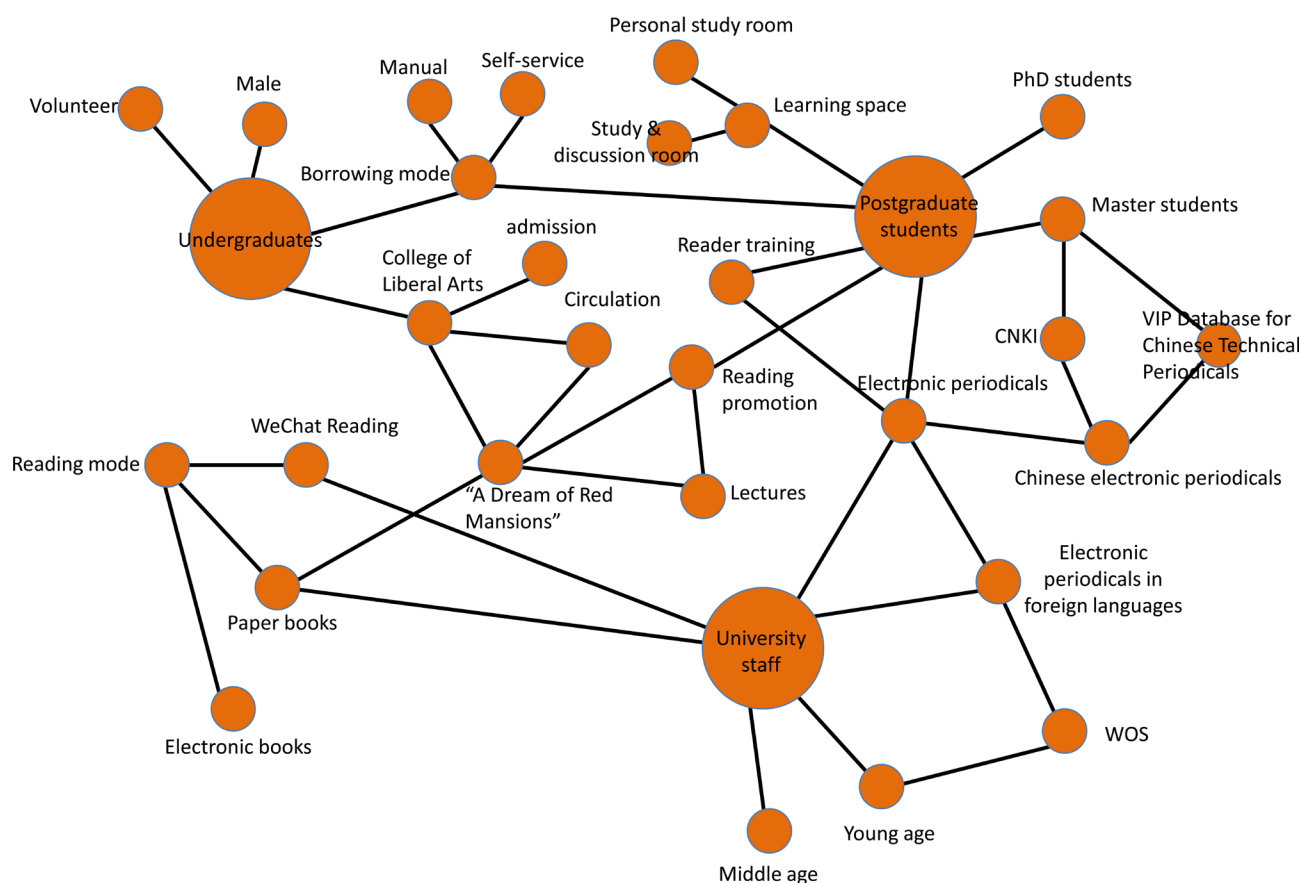 Personal study room
Self-service
Manual
Male
Volunteer
PhD students
Learning space
Study &
discussion room
Borrowing mode
Postgraduate
students
Master students
Undergraduates
admission
Reader training
College of
Liberal Arts
Circulation
VIP Database for
Chinese Technical
Periodicals
CNKI
Reading
promotion
Electronic periodicals
WeChat Reading
Reading mode
“A Dream of Red
Mansions”
Lectures
Chinese electronic periodicals
Electronic
periodicals in
foreign languages
Paper books
University
staff
Electronic books
WOS
Young age
Middle age